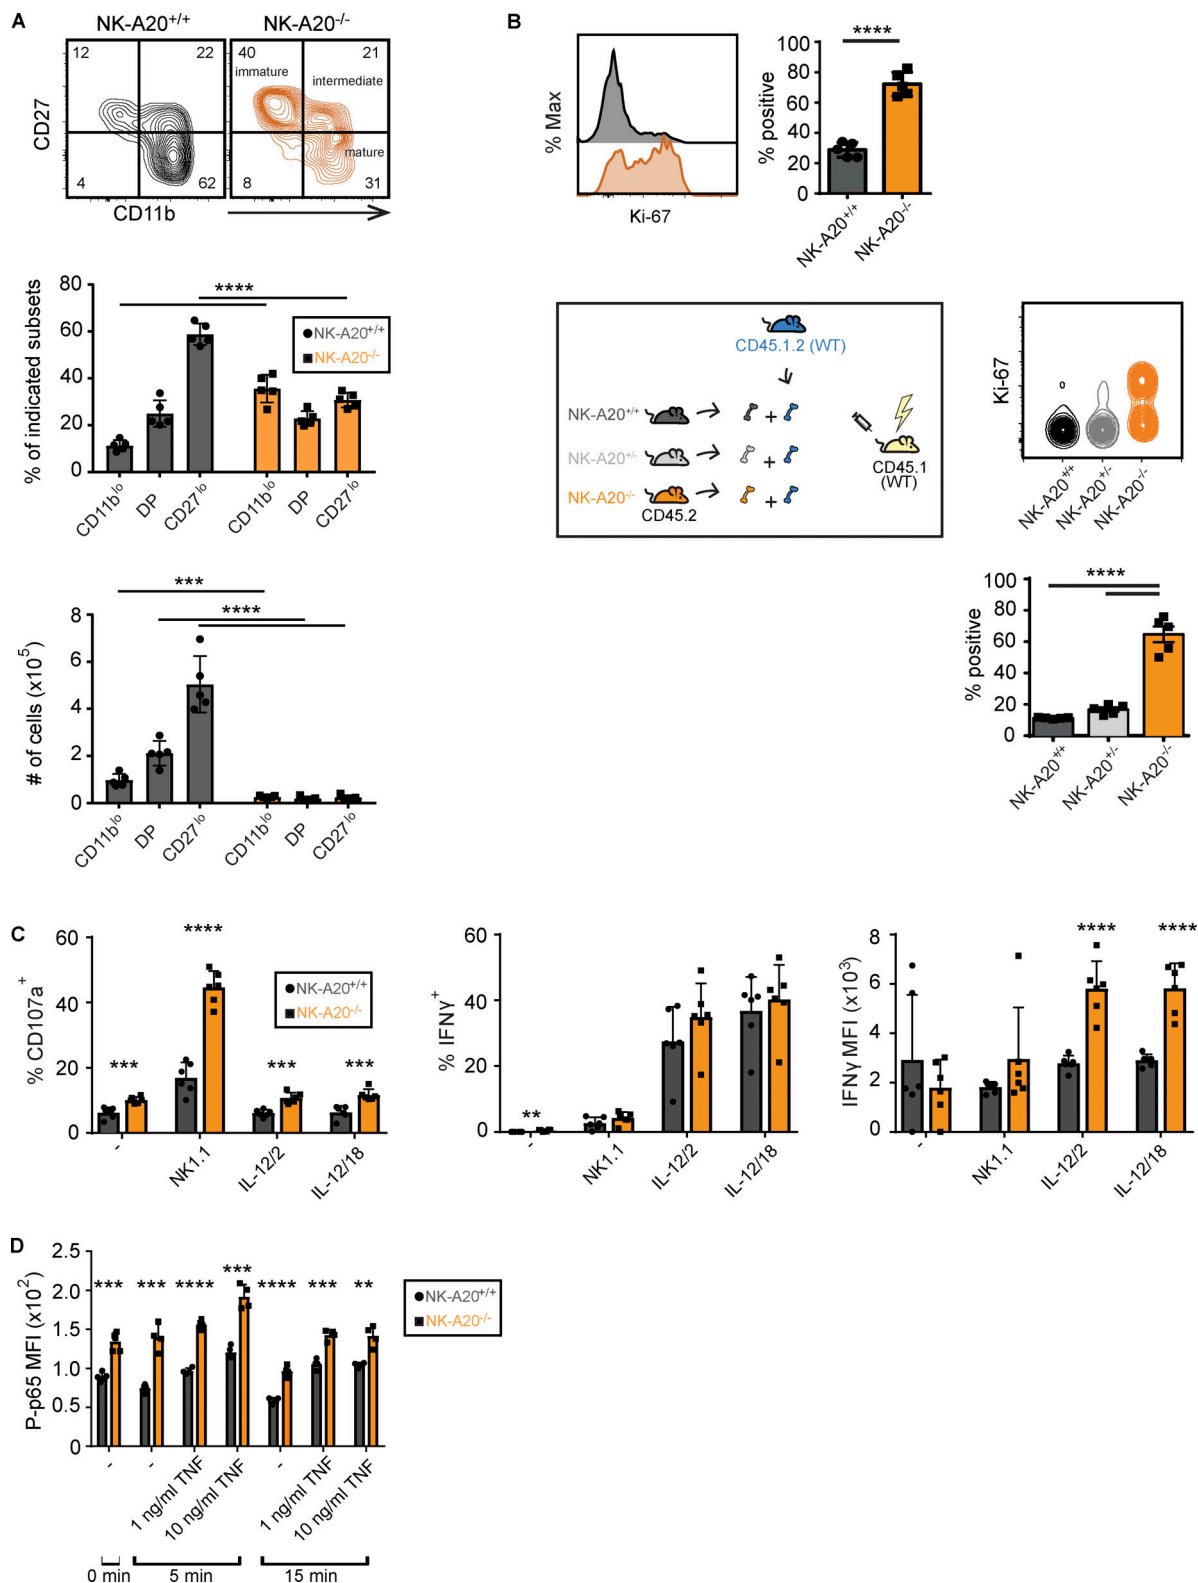 A
NK-A20+/+
NK-A20-/-
12
22
40
21
immature
intermediate
mature
4
62
8
31
CD27
CD11b
% of indicated subsets
80
60
40
20
0
****
NK-A20+/+
NK-A20-/-
CD11blo
DP
CD27lo
CD11blo
DP
CD27lo
# of cells (x10^5)
8
6
4
2
0
***
****
CD11blo
DP
CD27lo
CD11blo
DP
CD27lo
B
% Max
Ki-67
% positive
100
80
60
40
20
0
****
NK-A20+/+
NK-A20-/-
CD45.1.2 (WT)
NK-A20+/+
+
NK-A20+/-
+
NK-A20-/-
+
CD45.2
CD45.1
(WT)
Ki-67
NK-A20+/+
NK-A20+/-
NK-A20-/-
% positive
100
80
60
40
20
0
****
NK-A20+/+
NK-A20+/-
NK-A20-/-
C
% CD107a+
60
40
20
0
***
****
***
***
NK-A20+/+
NK-A20-/-
-
NK1.1
IL-12/2
IL-12/18
% IFNγ+
60
40
20
0
**
-
NK1.1
IL-12/2
IL-12/18
IFNγ MFI (x10^3)
8
6
4
2
0
****
****
-
NK1.1
IL-12/2
IL-12/18
D
P-p65 MFI (x10^2)
2.5
2.0
1.5
1.0
0.5
0
***
***
****
***
****
***
**
NK-A20+/+
NK-A20-/-
-
-
1 ng/ml TNF
10 ng/ml TNF
-
1 ng/ml TNF
10 ng/ml TNF
0 min
5 min
15 min